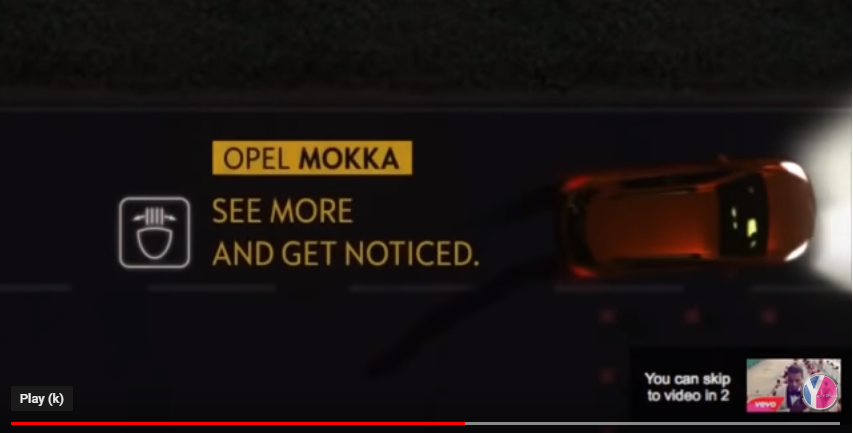 OPEL MOKKA
SEE MORE
AND GET NOTICED.
You can skip
to video in 2
vevo
Y
Play (k)